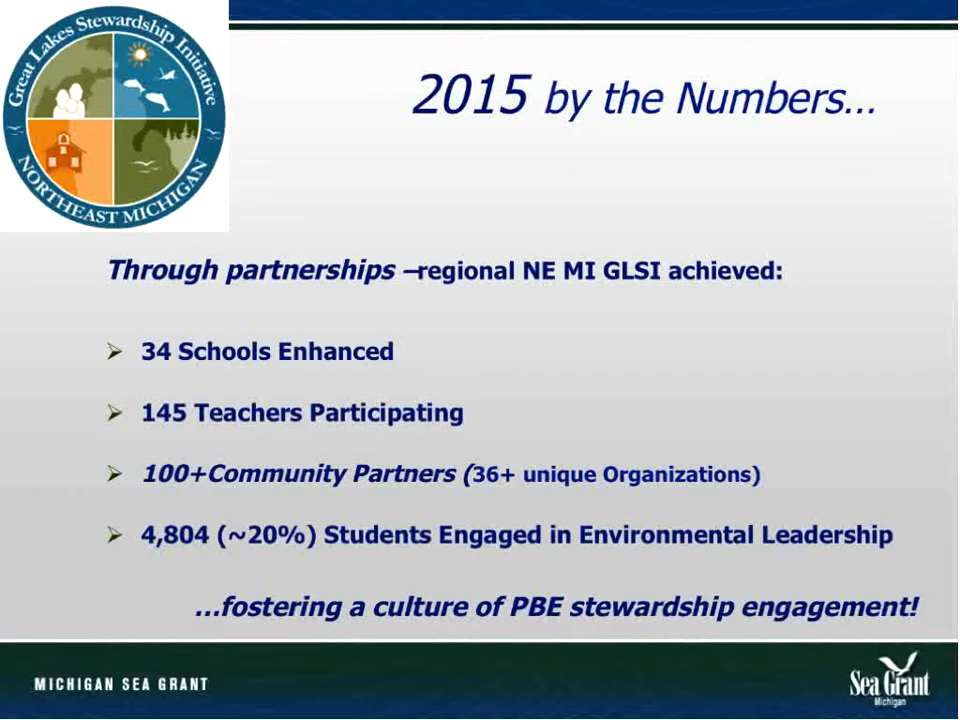 Great Lakes Stewardship Initiative
NORTHEAST MICHIGAN
2015 by the Numbers...
Through partnerships –regional NE MI GLSI achieved:
➢ 34 Schools Enhanced
➢ 145 Teachers Participating
➢ 100+Community Partners (36+ unique Organizations)
➢ 4,804 (~20%) Students Engaged in Environmental Leadership
...fostering a culture of PBE stewardship engagement!
MICHIGAN SEA GRANT
Sea Grant
Michigan